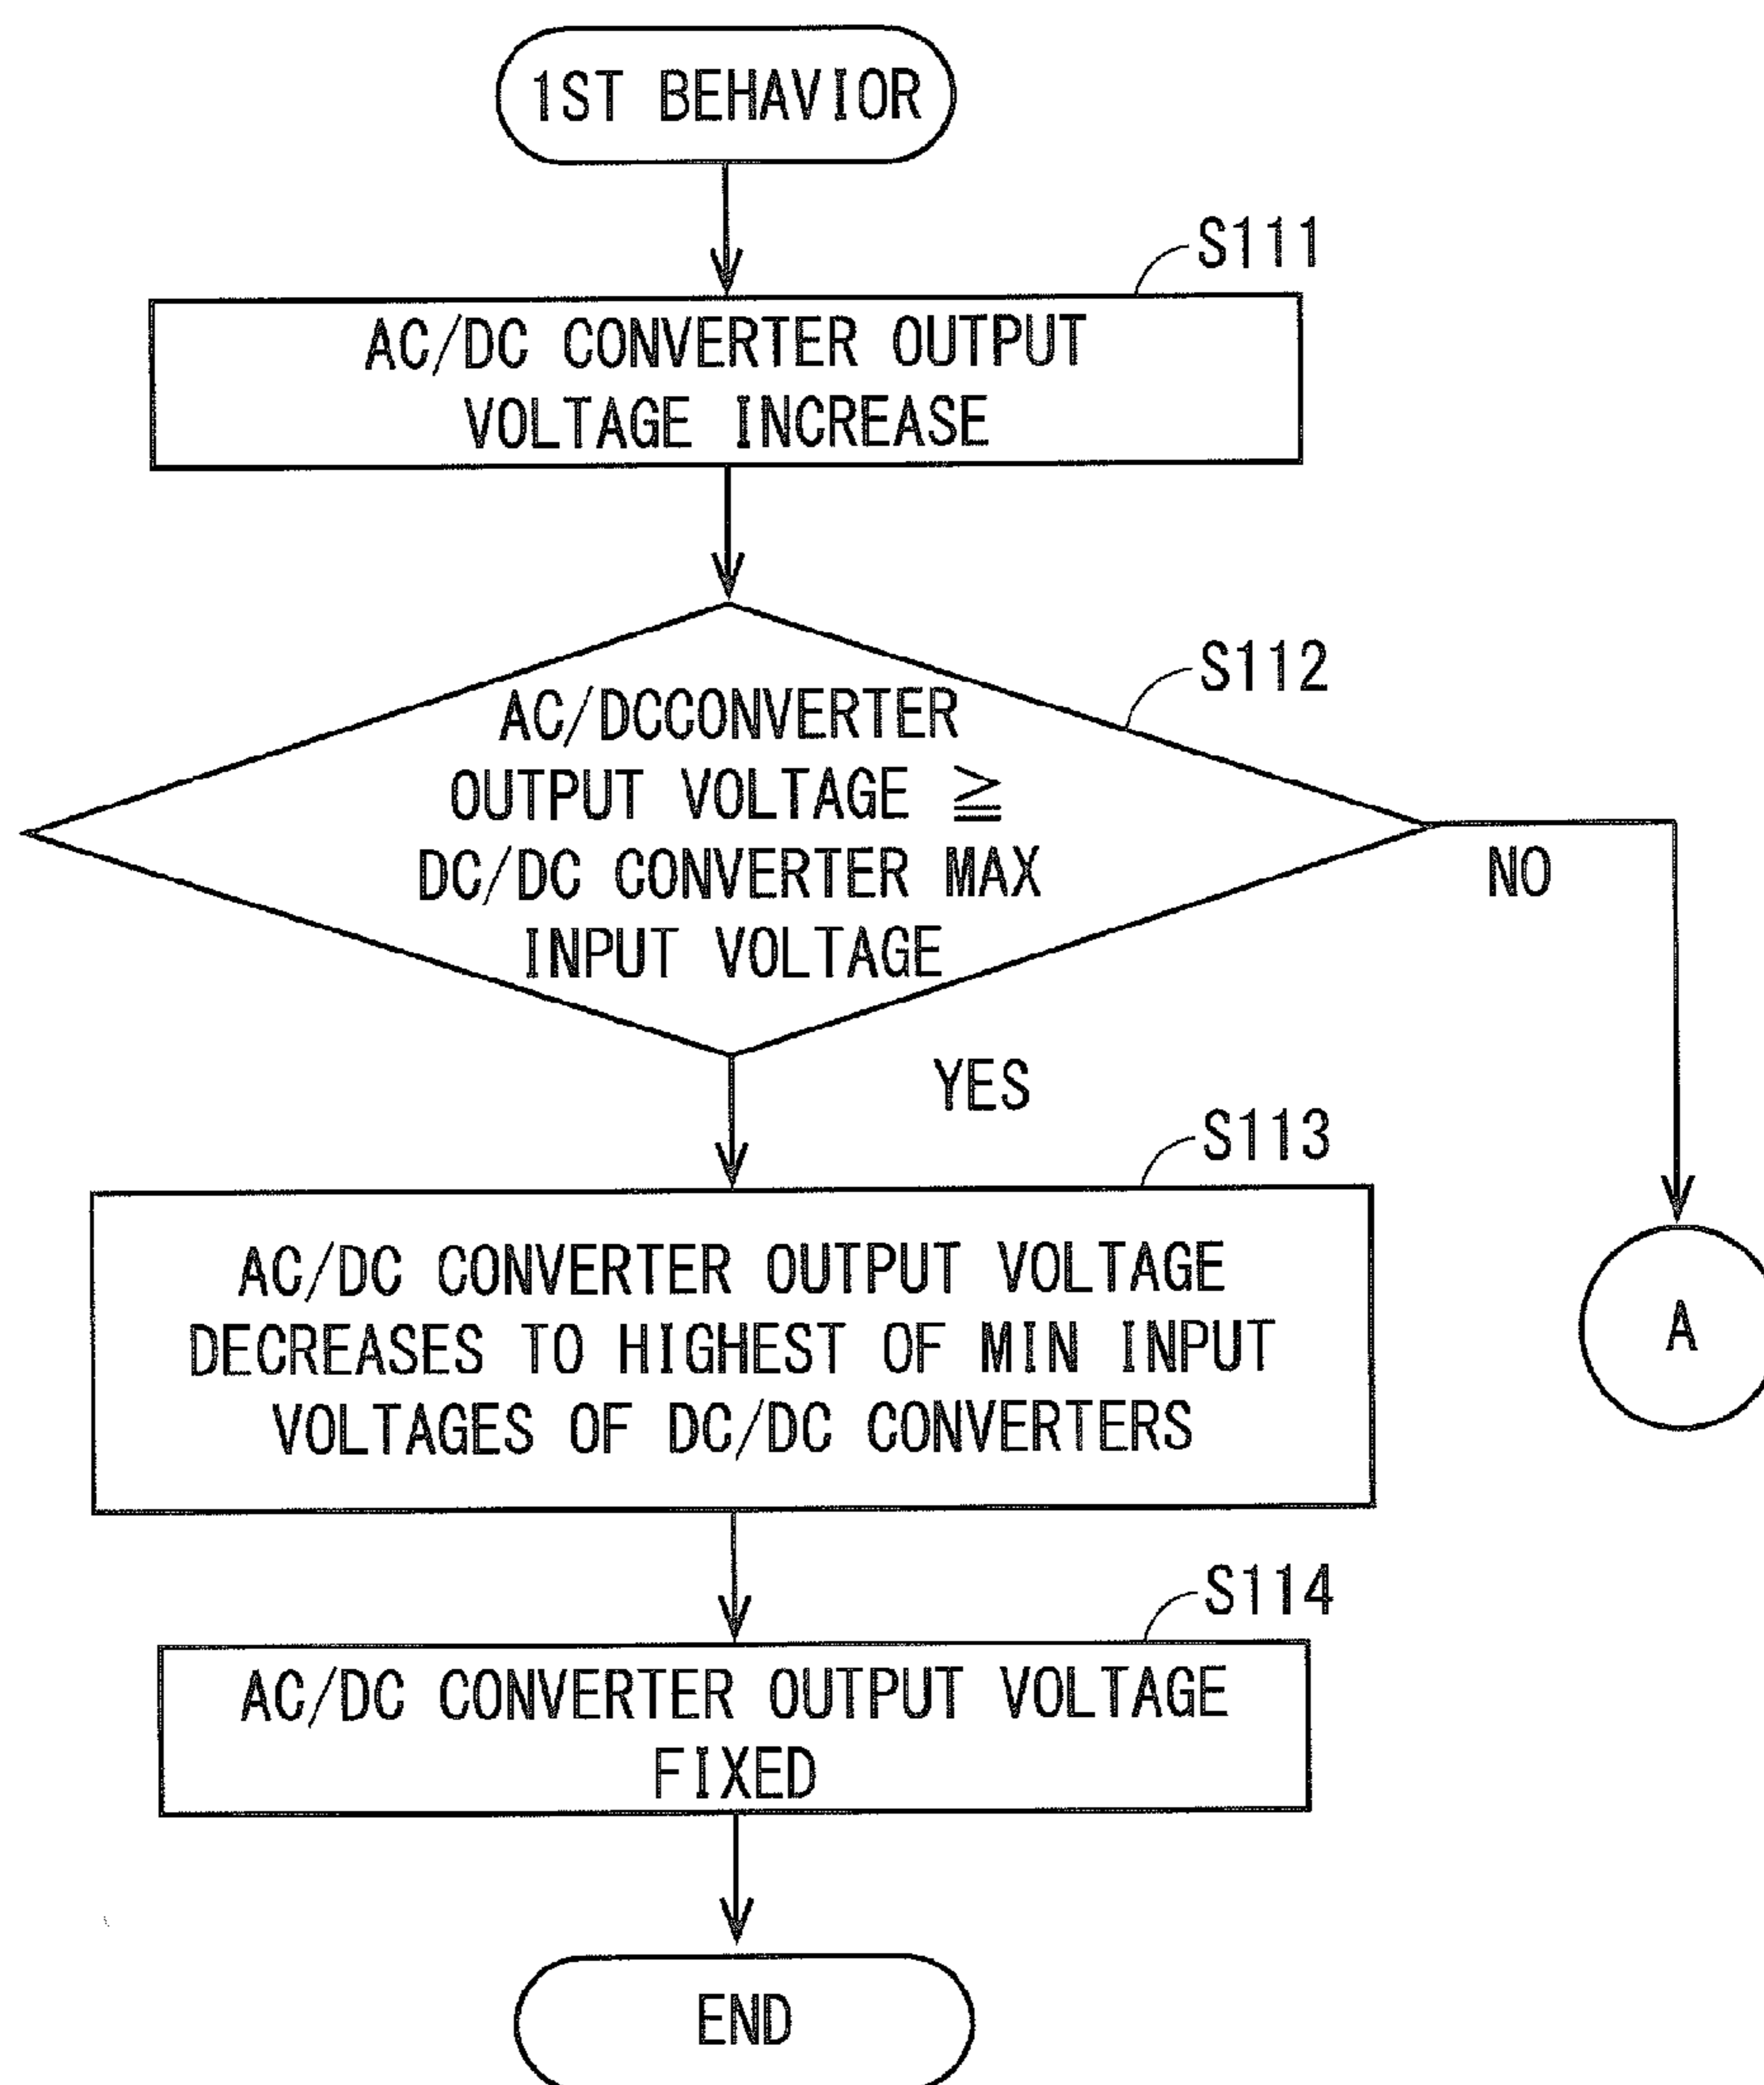 1ST BEHAVIOR
S111
AC/DC CONVERTER OUTPUT
VOLTAGE INCREASE
S112
AC/DCCONVERTER
OUTPUT VOLTAGE ≧
DC/DC CONVERTER MAX
INPUT VOLTAGE
NO
YES
S113
AC/DC CONVERTER OUTPUT VOLTAGE
DECREASES TO HIGHEST OF MIN INPUT
VOLTAGES OF DC/DC CONVERTERS
A
S114
AC/DC CONVERTER OUTPUT VOLTAGE
FIXED
END